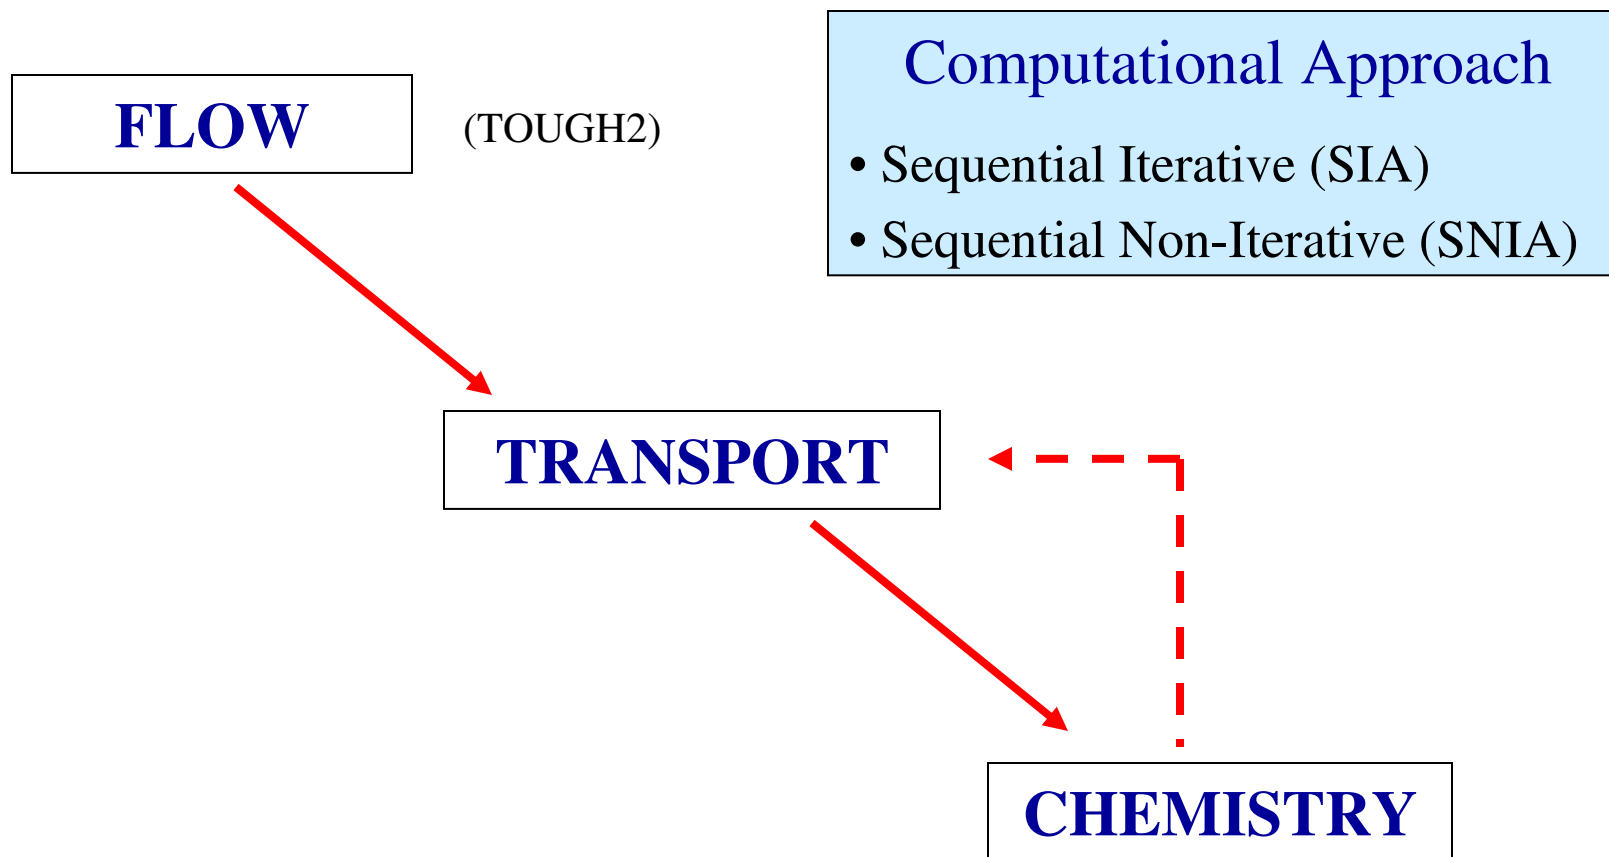 Computational Approach
FLOW (TOUGH2)
• Sequential Iterative (SIA)
• Sequential Non-Iterative (SNIA)
TRANSPORT
CHEMISTRY